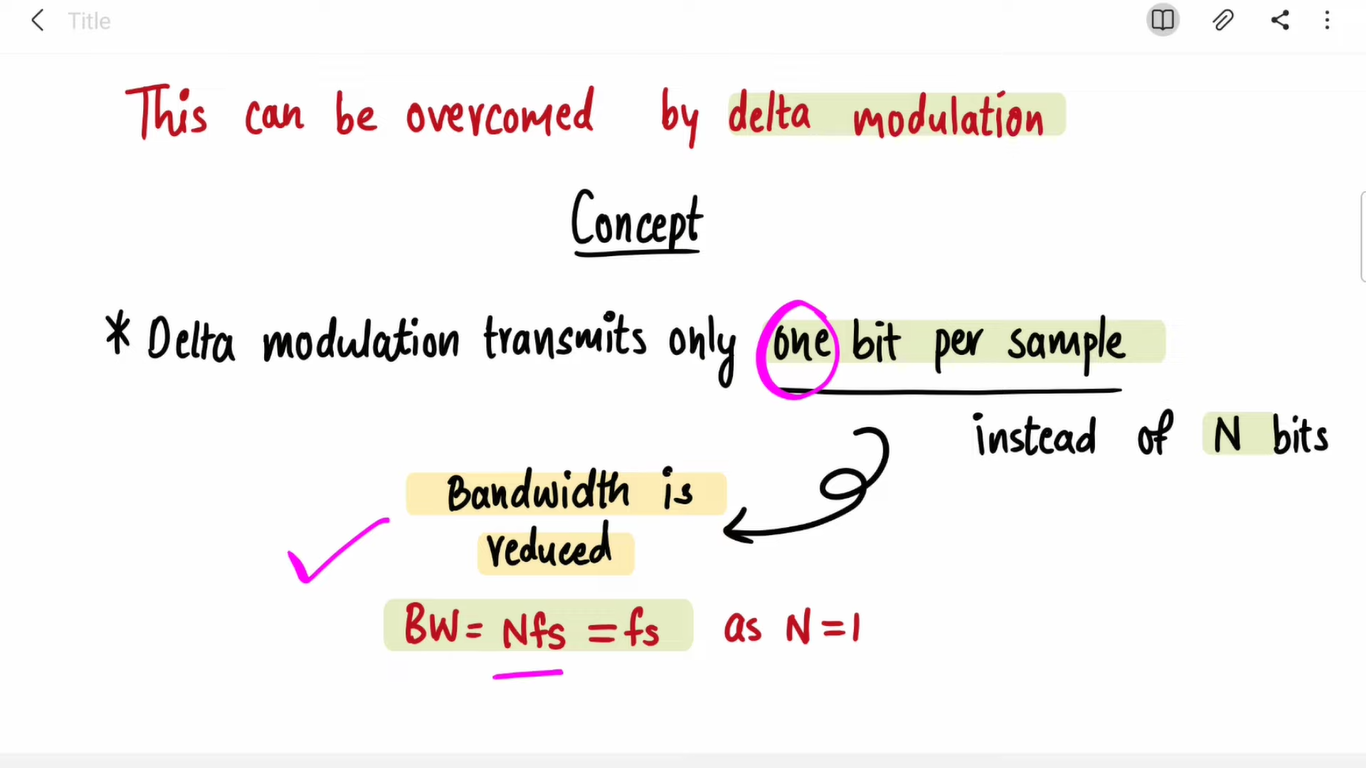 Title
This can be overcomed by delta modulation
Concept
* Delta modulation transmits only one bit per sample
instead of N bits
Bandwidth is
reduced
BW = Nfs = fs as N = 1